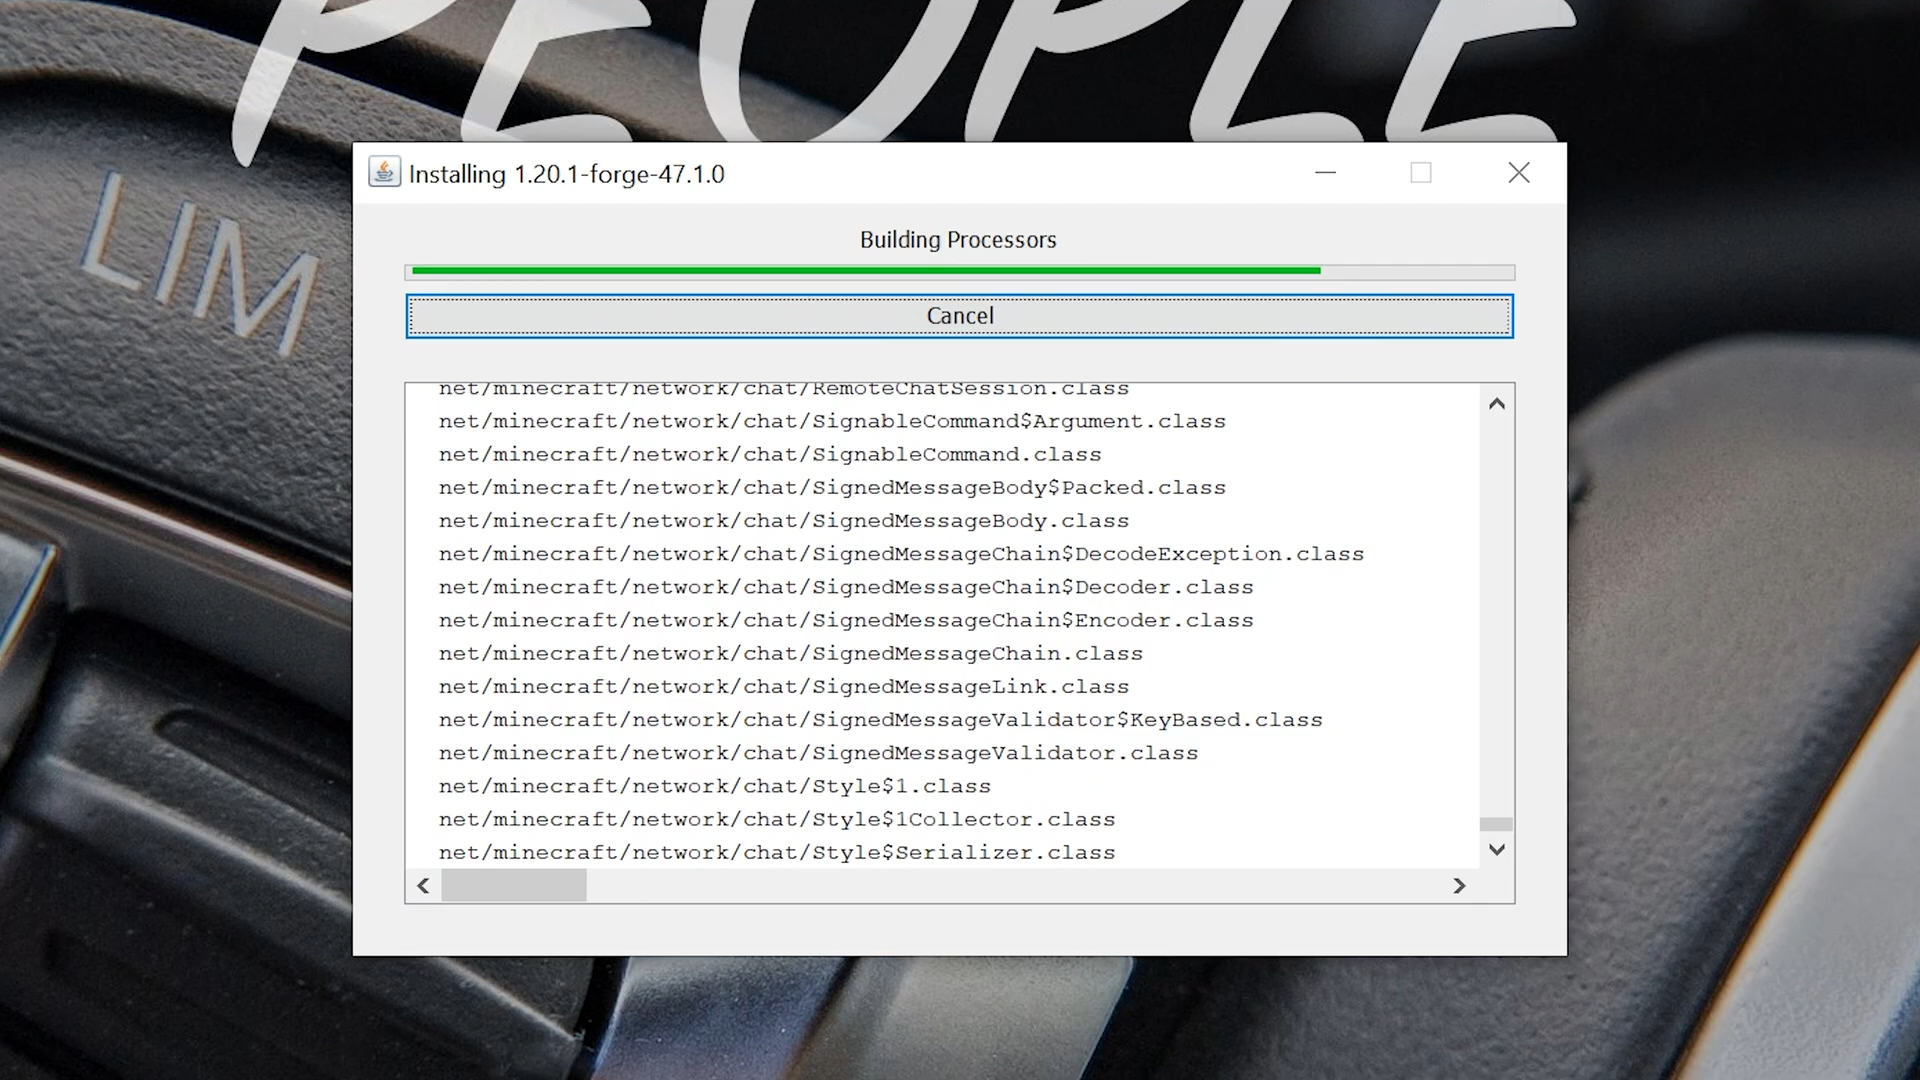 PEOPLE
LIM
Installing 1.20.1-forge-47.1.0
Building Processors
Cancel
net/minecraft/network/chat/RemoteChatSession.class
net/minecraft/network/chat/SignableCommand$Argument.class
net/minecraft/network/chat/SignableCommand.class
net/minecraft/network/chat/SignedMessageBody$Packed.class
net/minecraft/network/chat/SignedMessageBody.class
net/minecraft/network/chat/SignedMessageChain$DecodeException.class
net/minecraft/network/chat/SignedMessageChain$Decoder.class
net/minecraft/network/chat/SignedMessageChain$Encoder.class
net/minecraft/network/chat/SignedMessageChain.class
net/minecraft/network/chat/SignedMessageLink.class
net/minecraft/network/chat/SignedMessageValidator$KeyBased.class
net/minecraft/network/chat/SignedMessageValidator.class
net/minecraft/network/chat/Style$1.class
net/minecraft/network/chat/Style$1Collector.class
net/minecraft/network/chat/Style$Serializer.class